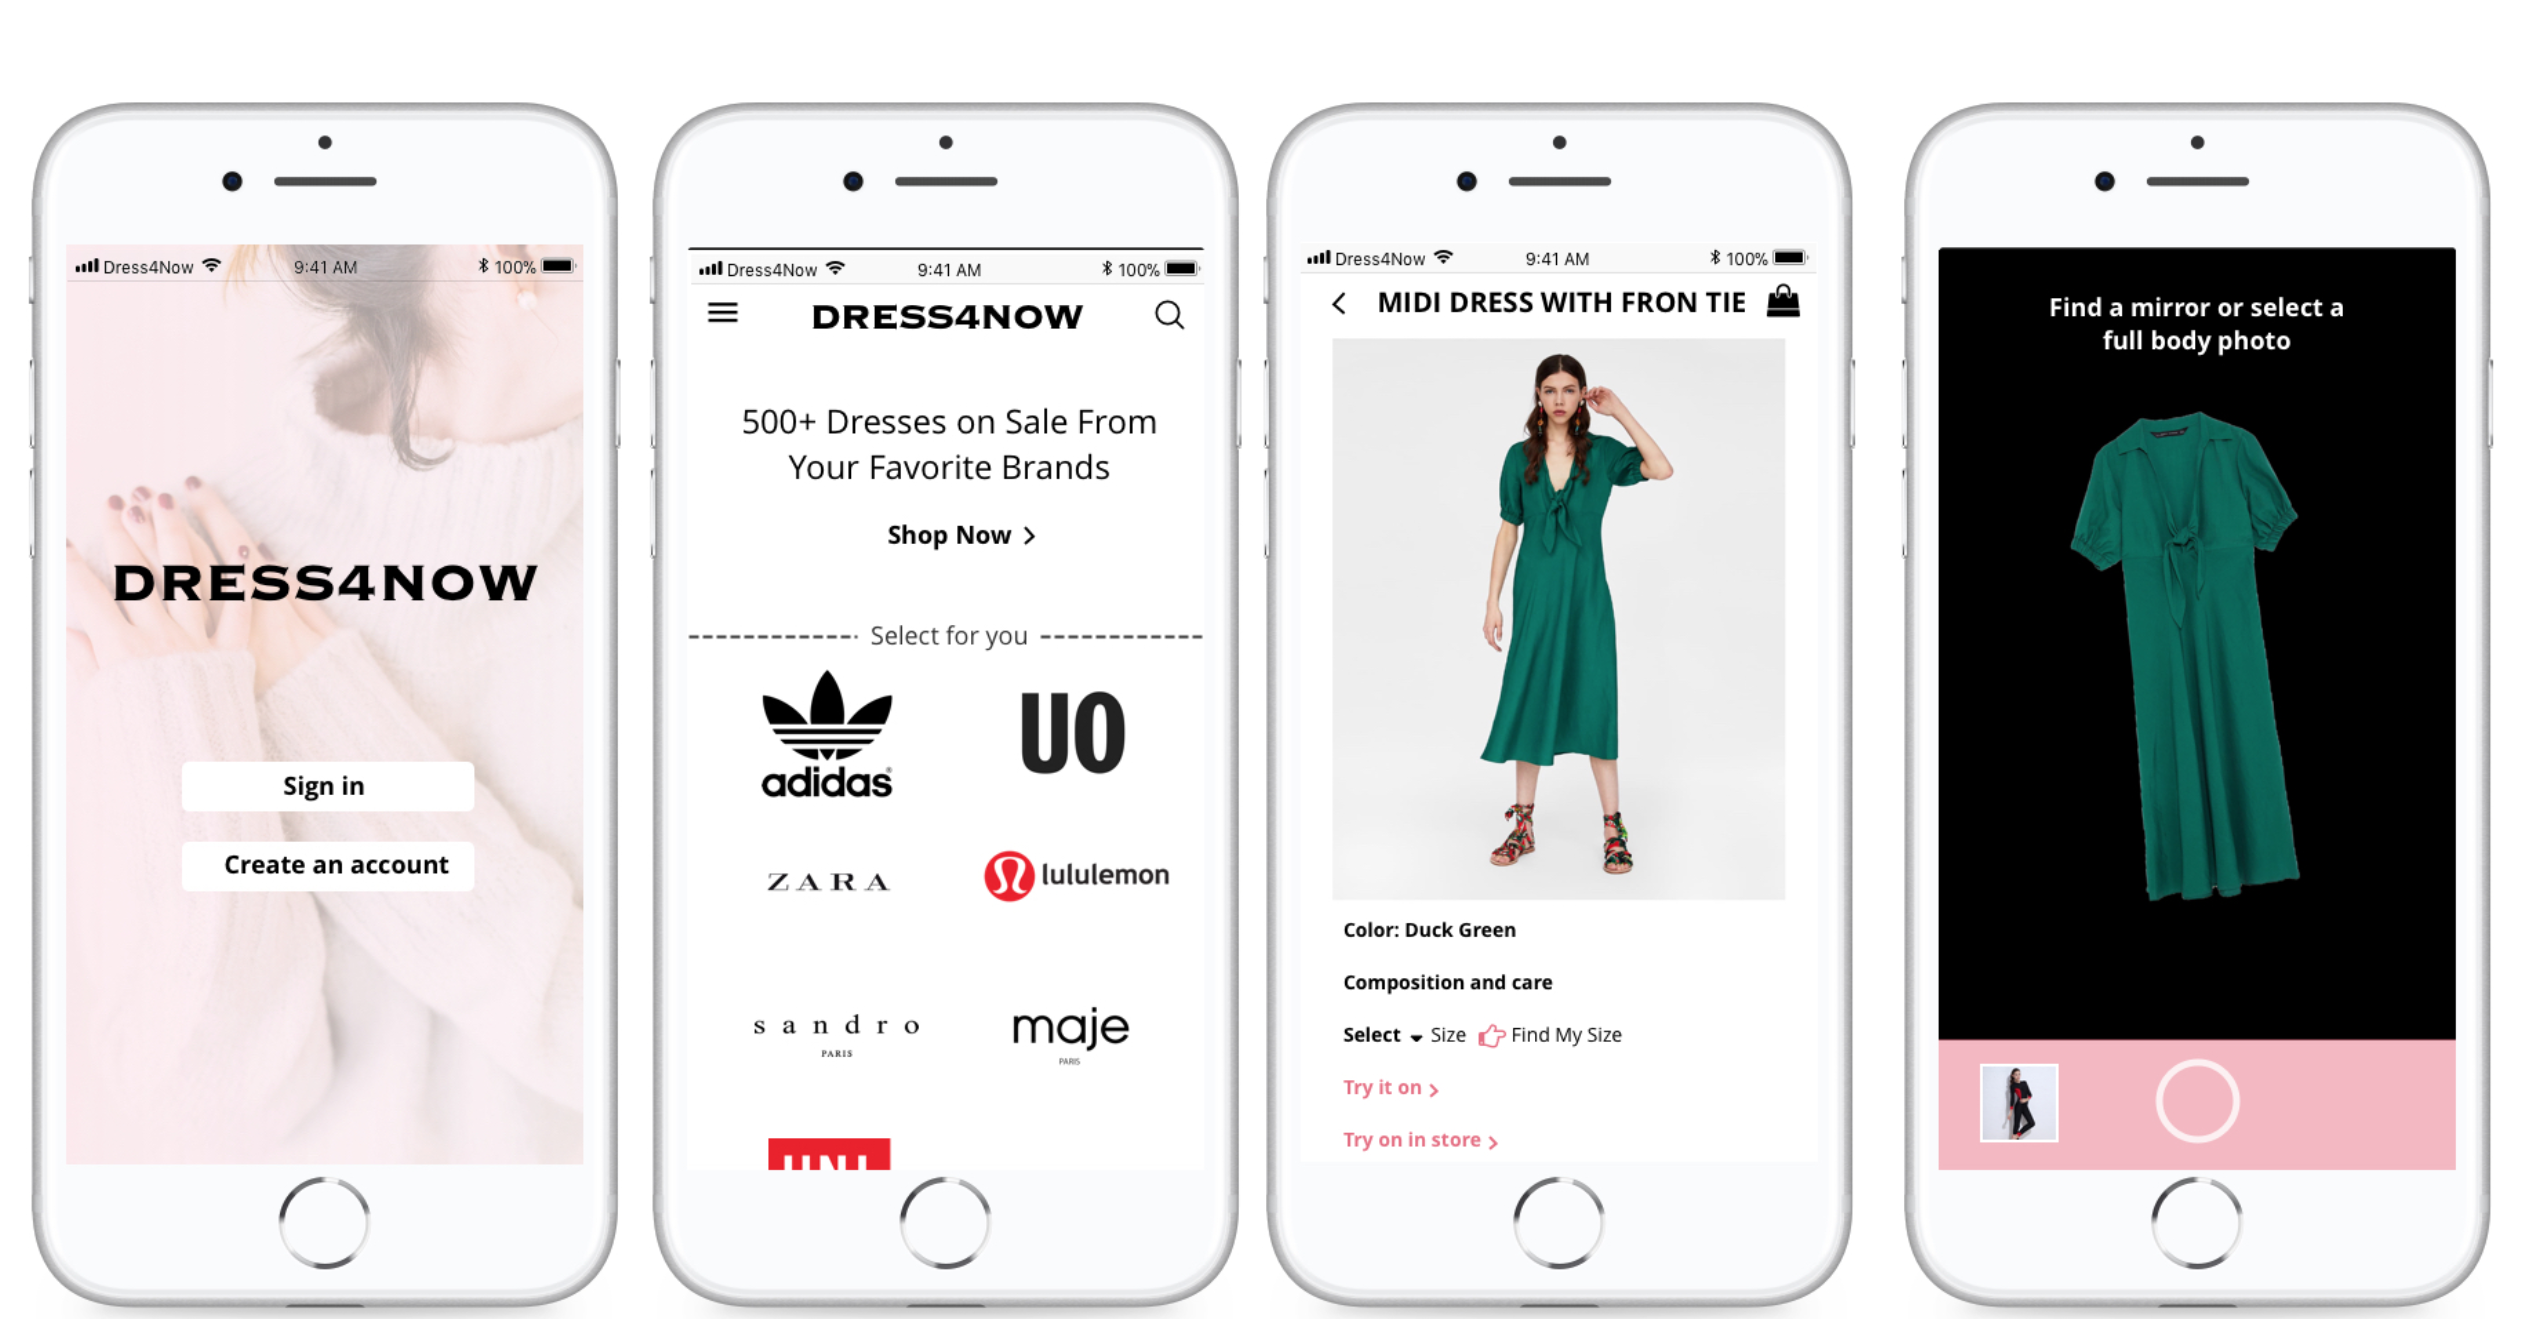 Dress4Now 9:41 AM 100%
DRESS4NOW
Sign in
Create an account
Dress4Now 9:41 AM 100%
DRESS4NOW
500+ Dresses on Sale From
Your Favorite Brands
Shop Now >
Select for you
adidas
UO
ZARA
lululemon
sandro
PARIS
maje
PARIS
UNI
Dress4Now 9:41 AM 100%
< MIDI DRESS WITH FRON TIE
Color: Duck Green
Composition and care
Select Size Find My Size
Try it on >
Try on in store >
Find a mirror or select a
full body photo